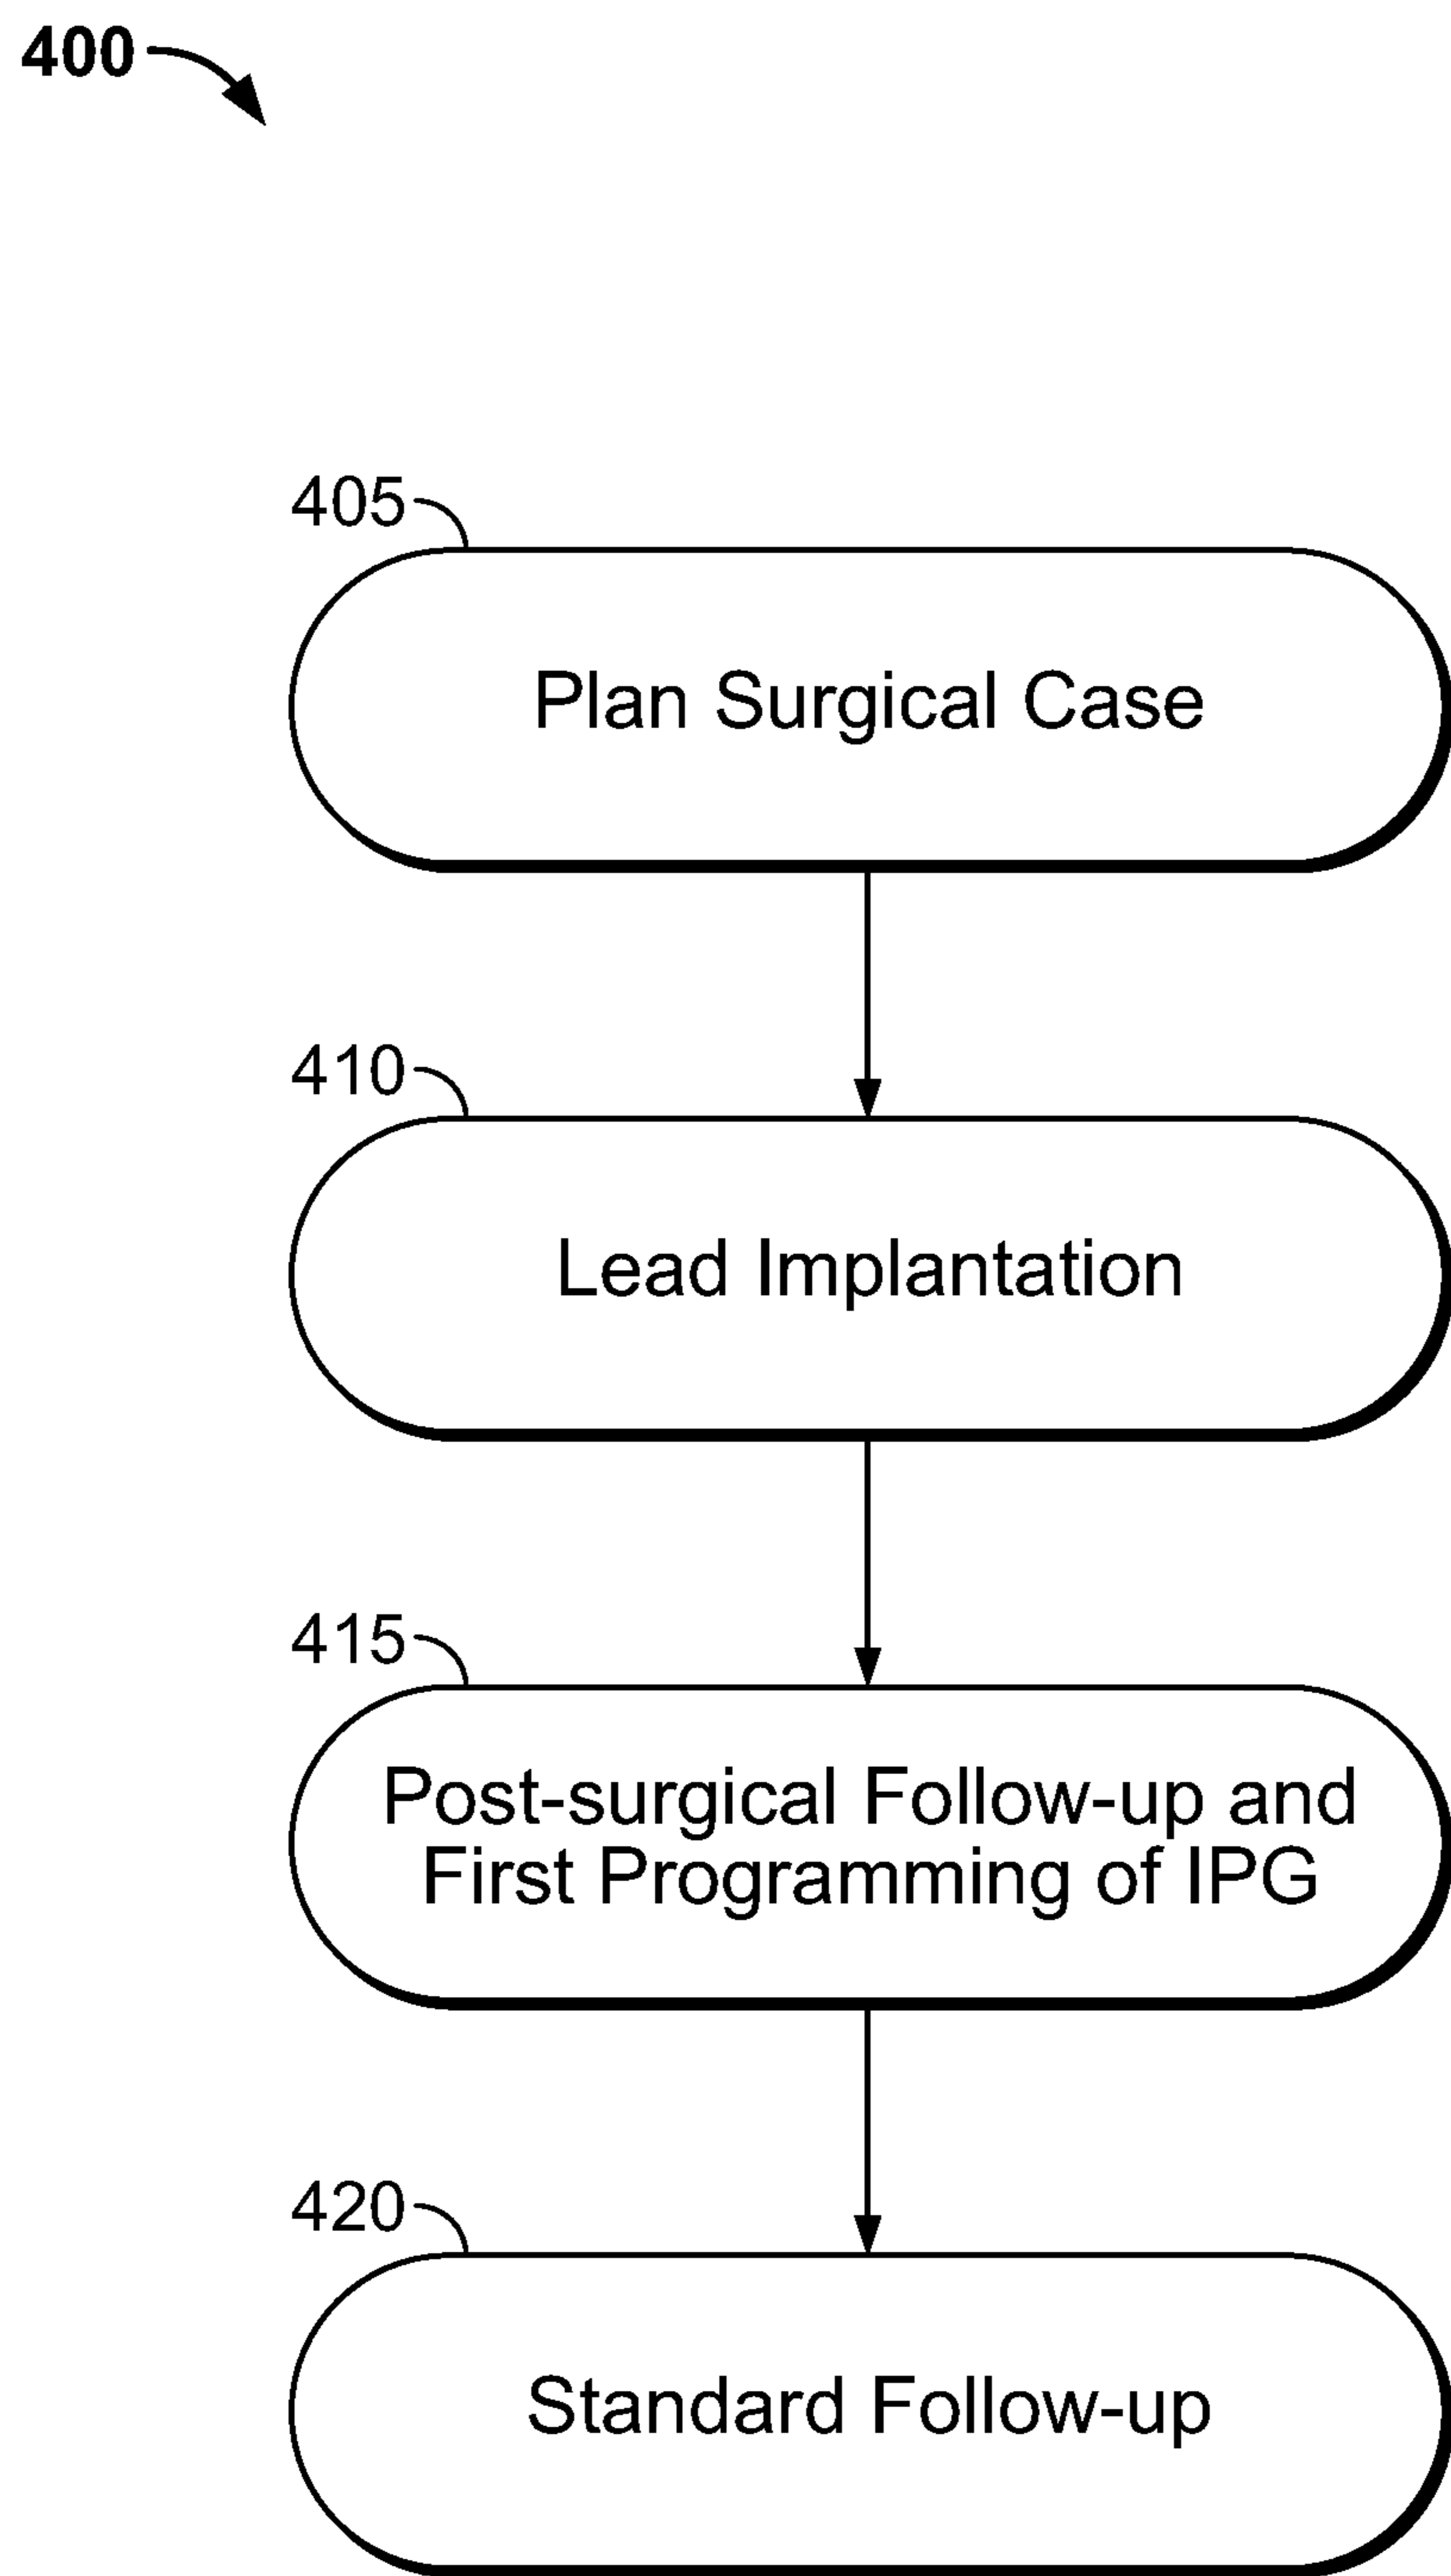 400
405
Plan Surgical Case
410
Lead Implantation
415
Post-surgical Follow-up and
First Programming of IPG
420
Standard Follow-up